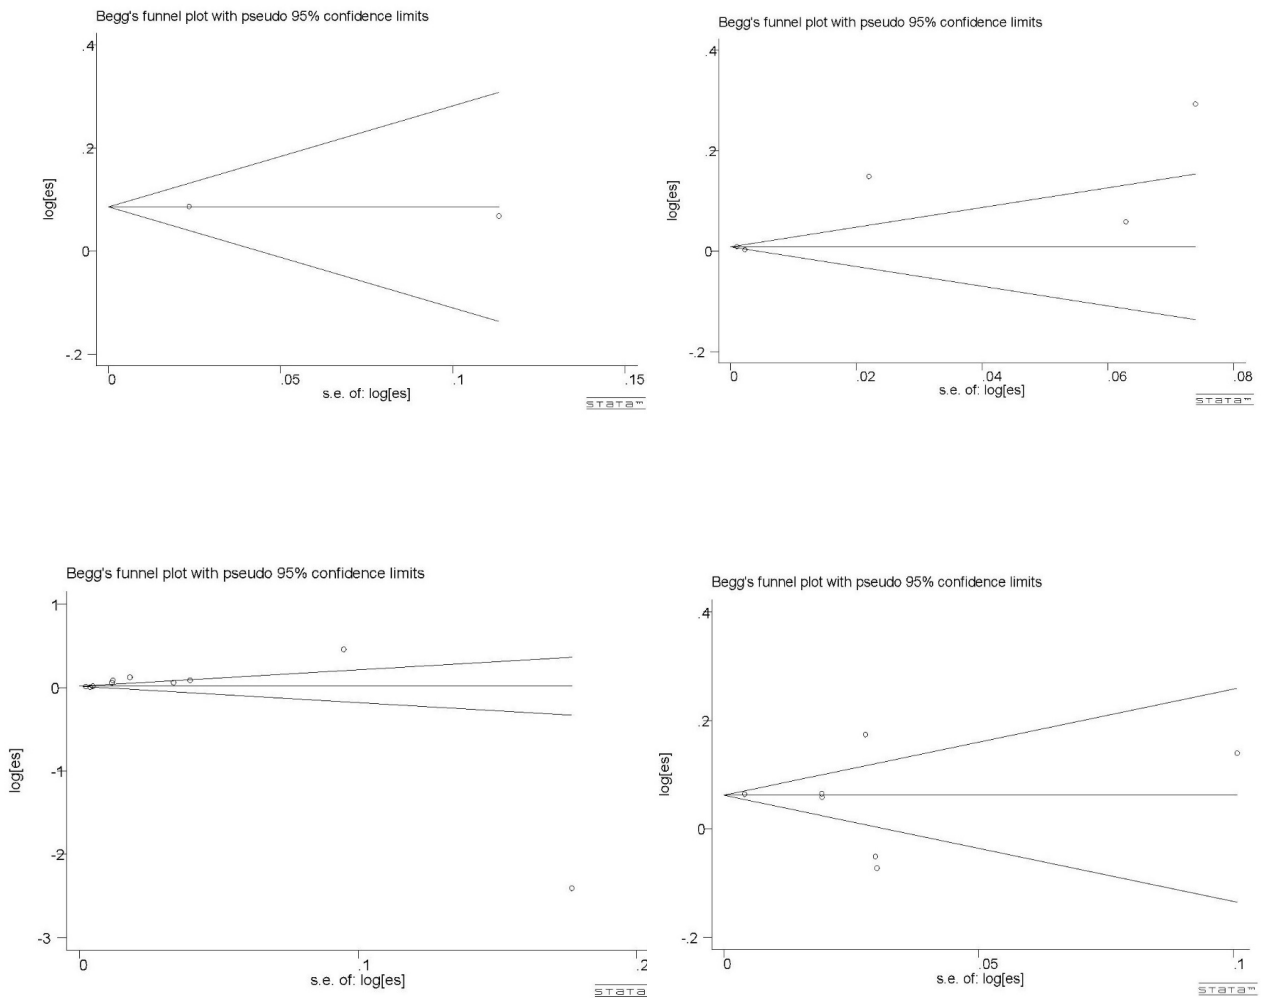 Begg's funnel plot with pseudo 95% confidence limits
.4
.2
0
-.2
log[es]
0
.05
.1
.15
s.e. of: log[es]
STATA™
Begg's funnel plot with pseudo 95% confidence limits
.4
.2
0
-.2
log[es]
0
.02
.04
.06
.08
s.e. of: log[es]
STATA™
Begg's funnel plot with pseudo 95% confidence limits
1
0
-1
-2
-3
log[es]
0
.1
.2
s.e. of: log[es]
STATA
Begg's funnel plot with pseudo 95% confidence limits
.4
.2
0
-.2
log[es]
0
.05
.1
s.e. of: log[es]
STATA™